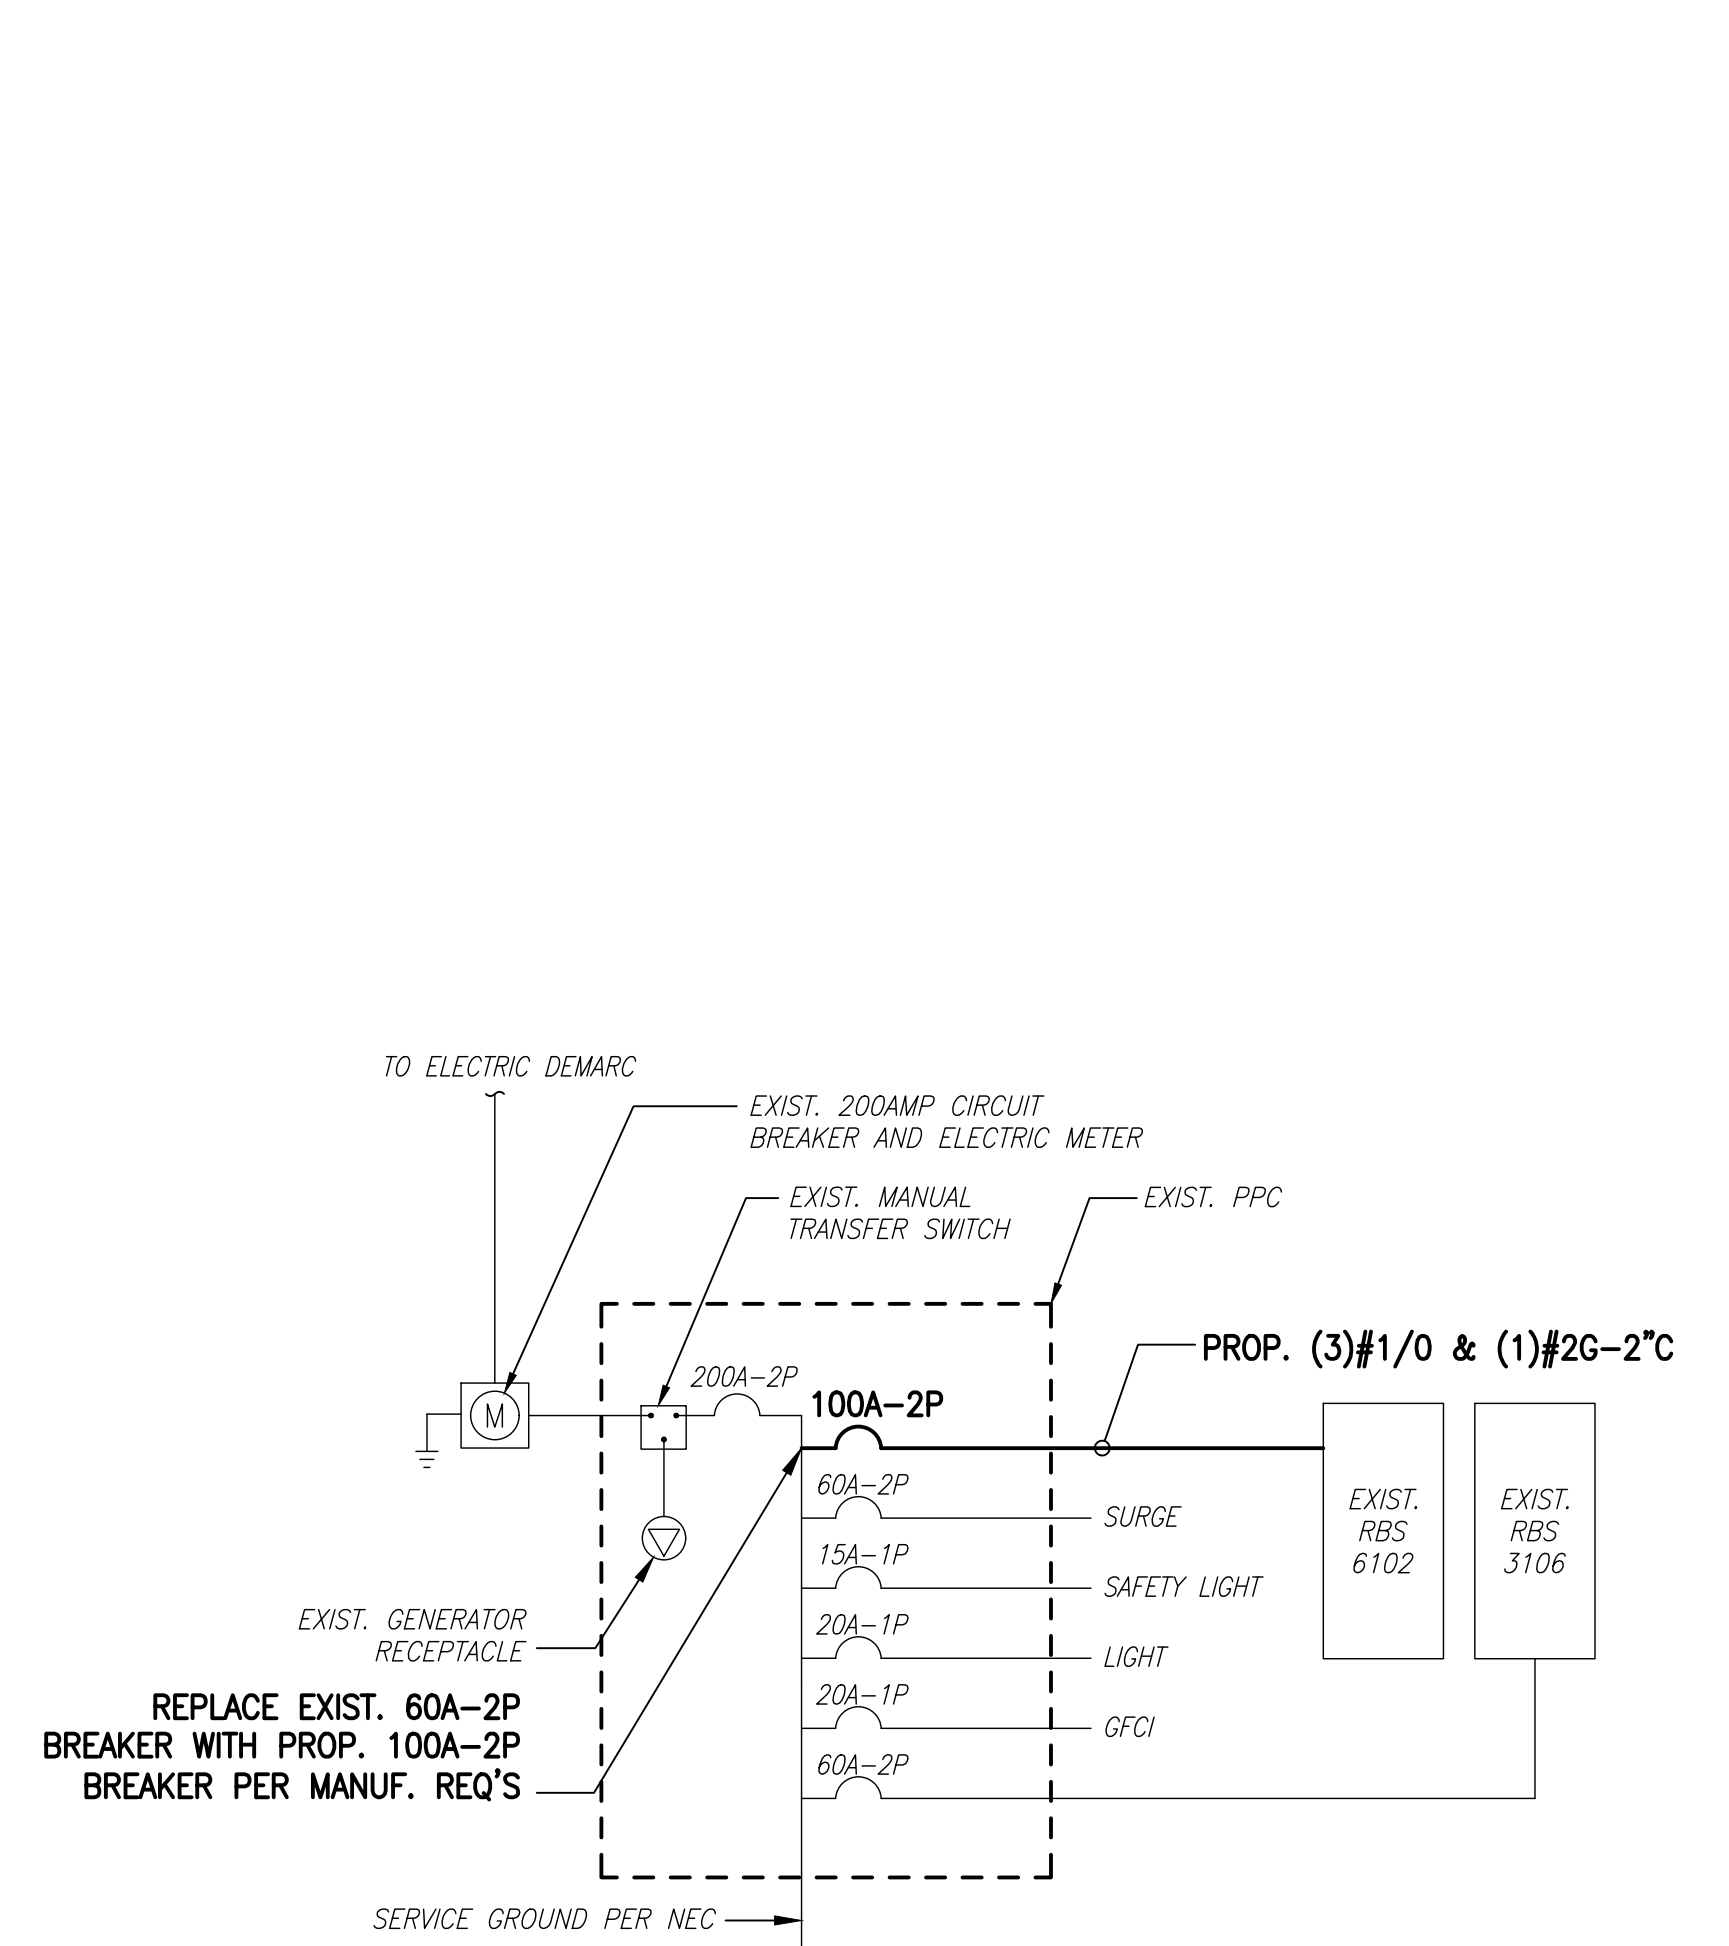 TO ELECTRIC DEMARC
EXIST. 200AMP CIRCUIT
BREAKER AND ELECTRIC METER
EXIST. MANUAL
TRANSFER SWITCH
EXIST. PPC
PROP. (3)#1/0 & (1)#2G-2"C
200A-2P
100A-2P
M
60A-2P
SURGE
EXIST.
RBS
6102
EXIST.
RBS
3106
15A-1P
SAFETY LIGHT
20A-1P
LIGHT
EXIST. GENERATOR
RECEPTACLE
20A-1P
GFCI
REPLACE EXIST. 60A-2P
BREAKER WITH PROP. 100A-2P
BREAKER PER MANUF. REQ'S
60A-2P
SERVICE GROUND PER NEC